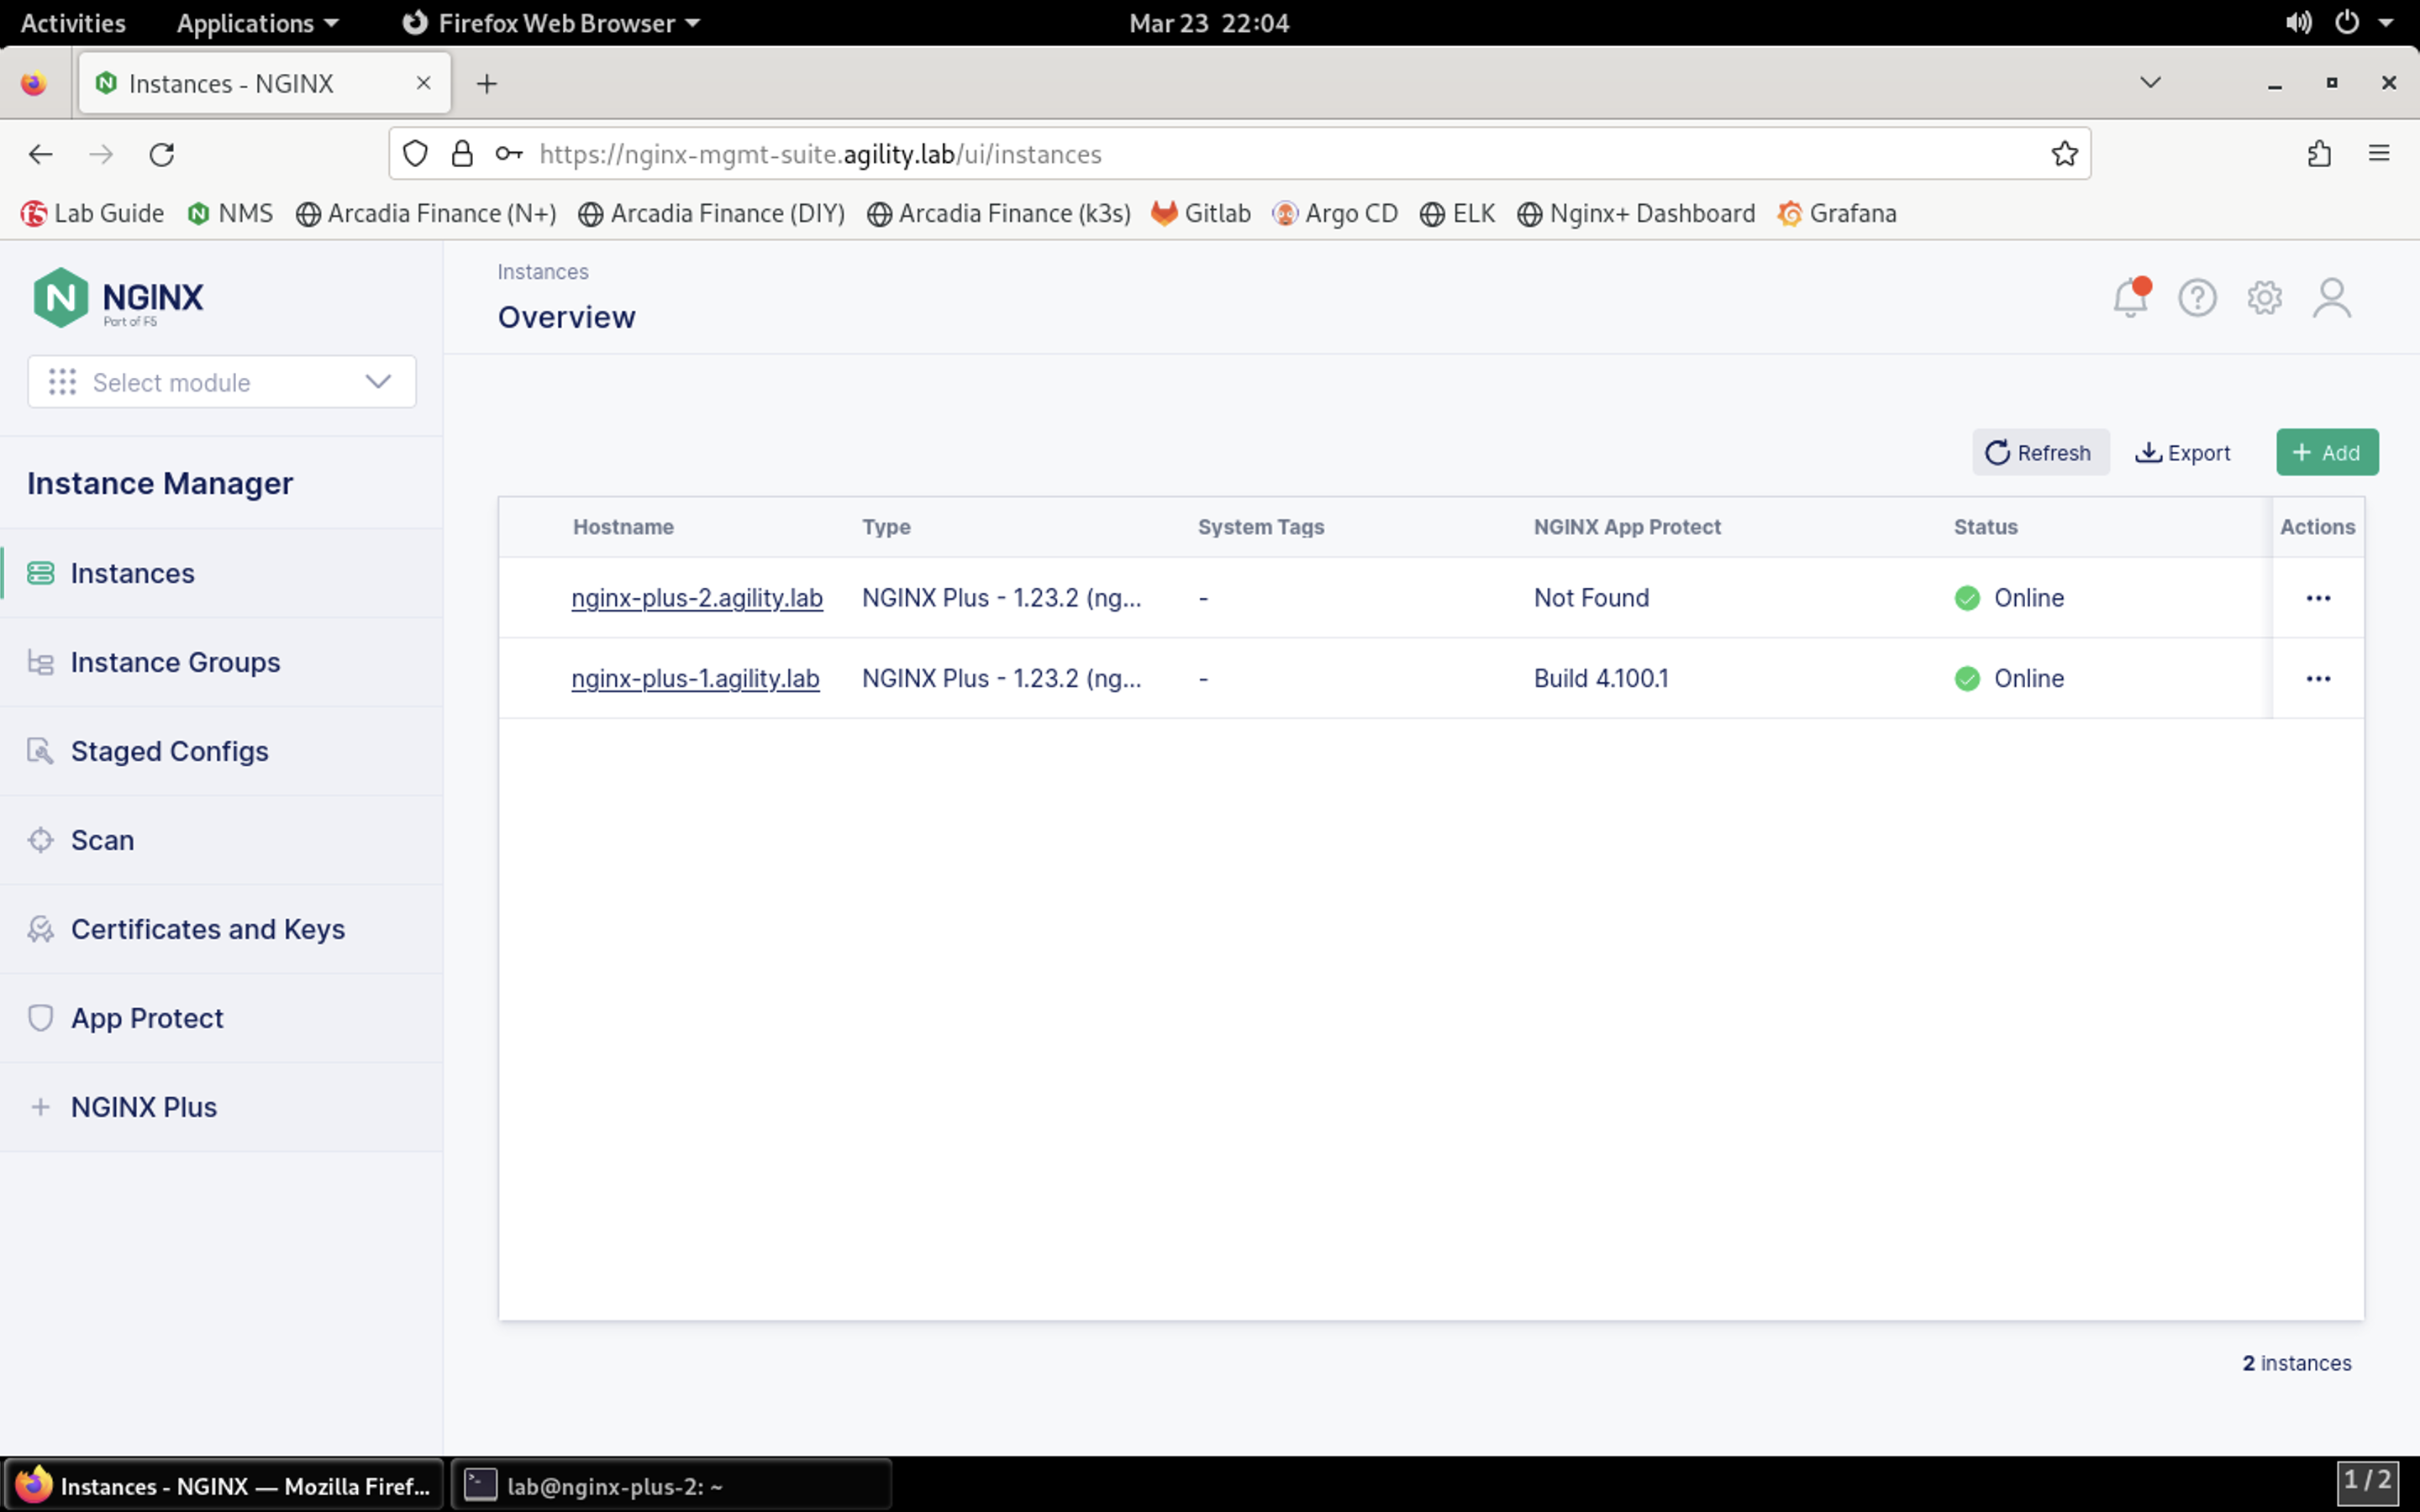 Activities Applications Firefox Web Browser Mar 23 22:04
Instances - NGINX
https://nginx-mgmt-suite.agility.lab/ui/instances
Lab Guide NMS Arcadia Finance (N+) Arcadia Finance (DIY) Arcadia Finance (k3s) Gitlab Argo CD ELK Nginx+ Dashboard Grafana
NGINX
Part of F5
Select module
Instance Manager
Instances
Instance Groups
Staged Configs
Scan
Certificates and Keys
App Protect
NGINX Plus
Instances
Overview
Refresh Export + Add
Hostname Type System Tags NGINX App Protect Status Actions
nginx-plus-2.agility.lab NGINX Plus - 1.23.2 (ng... - Not Found Online ...
nginx-plus-1.agility.lab NGINX Plus - 1.23.2 (ng... - Build 4.100.1 Online ...
2 instances
Instances - NGINX — Mozilla Firef... lab@nginx-plus-2: ~ 1 / 2